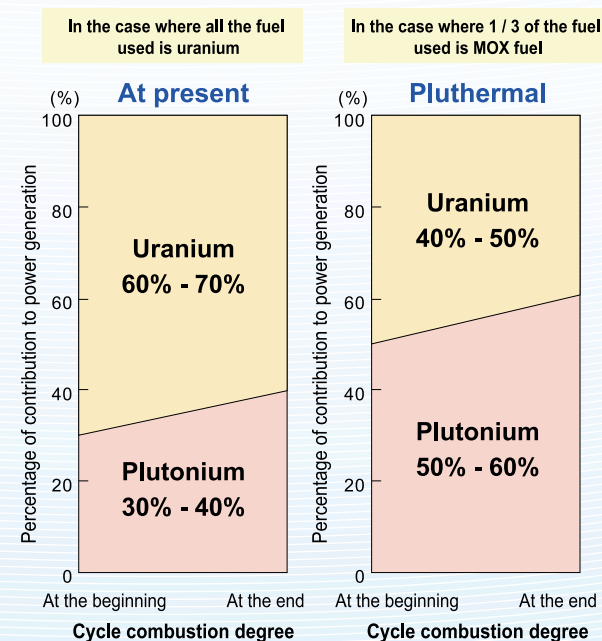 In the case where all the fuel
used is uranium
At present
(%)
100
80
60
40
20
0
Percentage of contribution to power generation
Uranium
60% - 70%
Plutonium
30% - 40%
At the beginning
At the end
Cycle combustion degree
In the case where 1 / 3 of the fuel
used is MOX fuel
Pluthermal
(%)
100
80
60
40
20
0
Percentage of contribution to power generation
Uranium
40% - 50%
Plutonium
50% - 60%
At the beginning
At the end
Cycle combustion degree